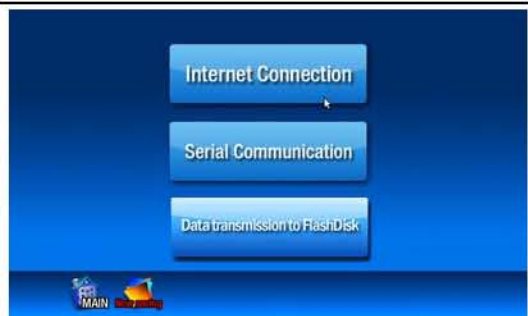 Internet Connection
Serial Communication
Data transmission to FlashDisk
MAIN